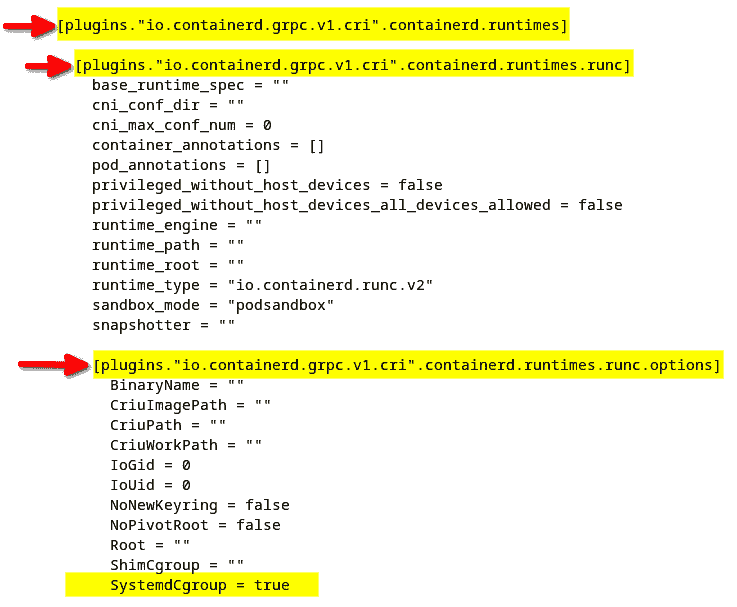 [plugins."io.containerd.grpc.v1.cri".containerd.runtimes]
[plugins."io.containerd.grpc.v1.cri".containerd.runtimes.runc]
base_runtime_spec = ""
cni_conf_dir = ""
cni_max_conf_num = 0
container_annotations = []
pod_annotations = []
privileged_without_host_devices = false
privileged_without_host_devices_all_devices_allowed = false
runtime_engine = ""
runtime_path = ""
runtime_root = ""
runtime_type = "io.containerd.runc.v2"
sandbox_mode = "podsandbox"
snapshotter = ""
[plugins."io.containerd.grpc.v1.cri".containerd.runtimes.runc.options]
BinaryName = ""
CriuImagePath = ""
CriuPath = ""
CriuWorkPath = ""
IoGid = 0
IoUid = 0
NoNewKeyring = false
NoPivotRoot = false
Root = ""
ShimCgroup = ""
SystemdCgroup = true